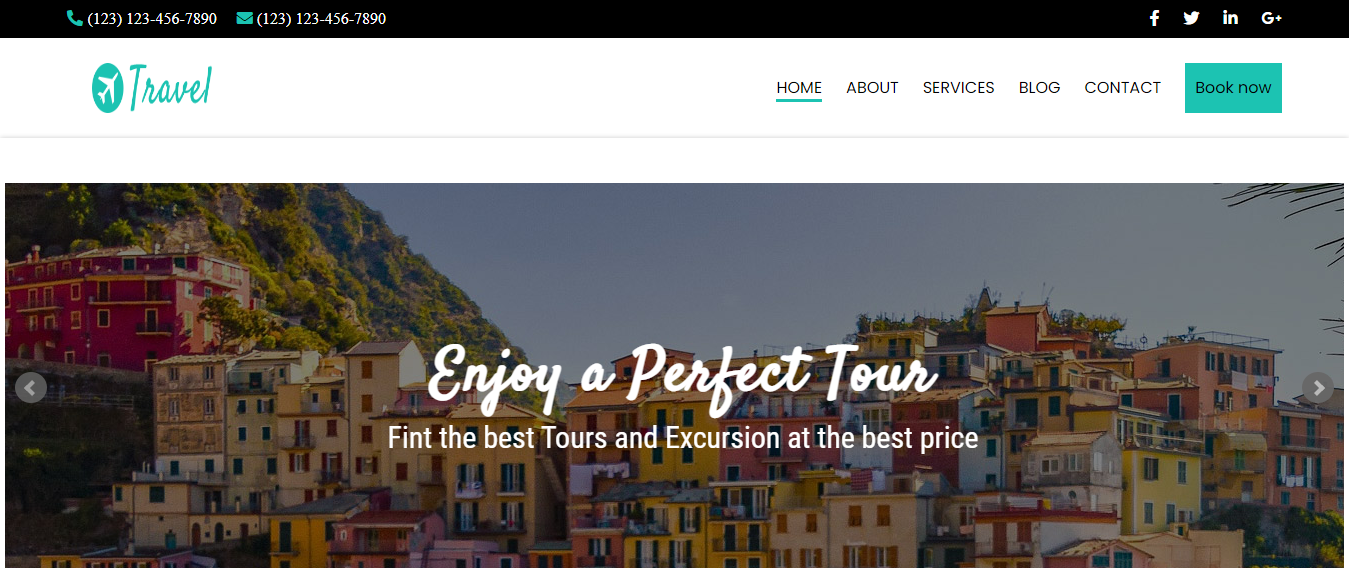 (123) 123-456-7890 (123) 123-456-7890
Travel HOME ABOUT SERVICES BLOG CONTACT Book now
Enjoy a Perfect Tour
Fint the best Tours and Excursion at the best price